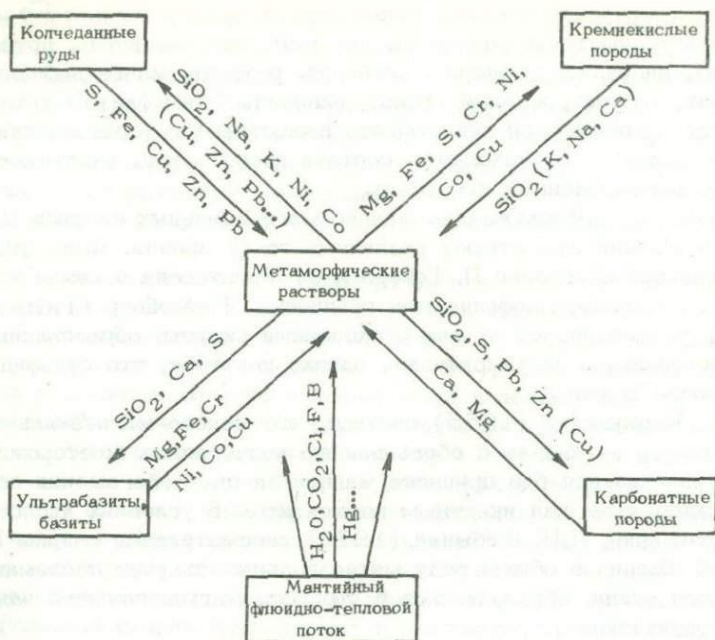 Колчеданные
руды
Кремнекислые
породы
S, Fe, Cu
Zn, Pb
SiO2, Na, K, Ni, Co
(Cu, Zn, Pb...
Mg, Fe, S, Cr, Ni
Co, Cu
SiO2(K, Na, Ca)
Метаморфические
растворы
SiO2, Ca, S
Mg,Fe,Cr
Ni, Co,Cu
SiO2,S, Pb, Zn (Cu)
Ca, Mg
H2O,CO2,Cl,F,B
Hg...
Ультрабазиты,
базиты
Карбонатные
породы
Мантийный
флюидно-тепловой
поток